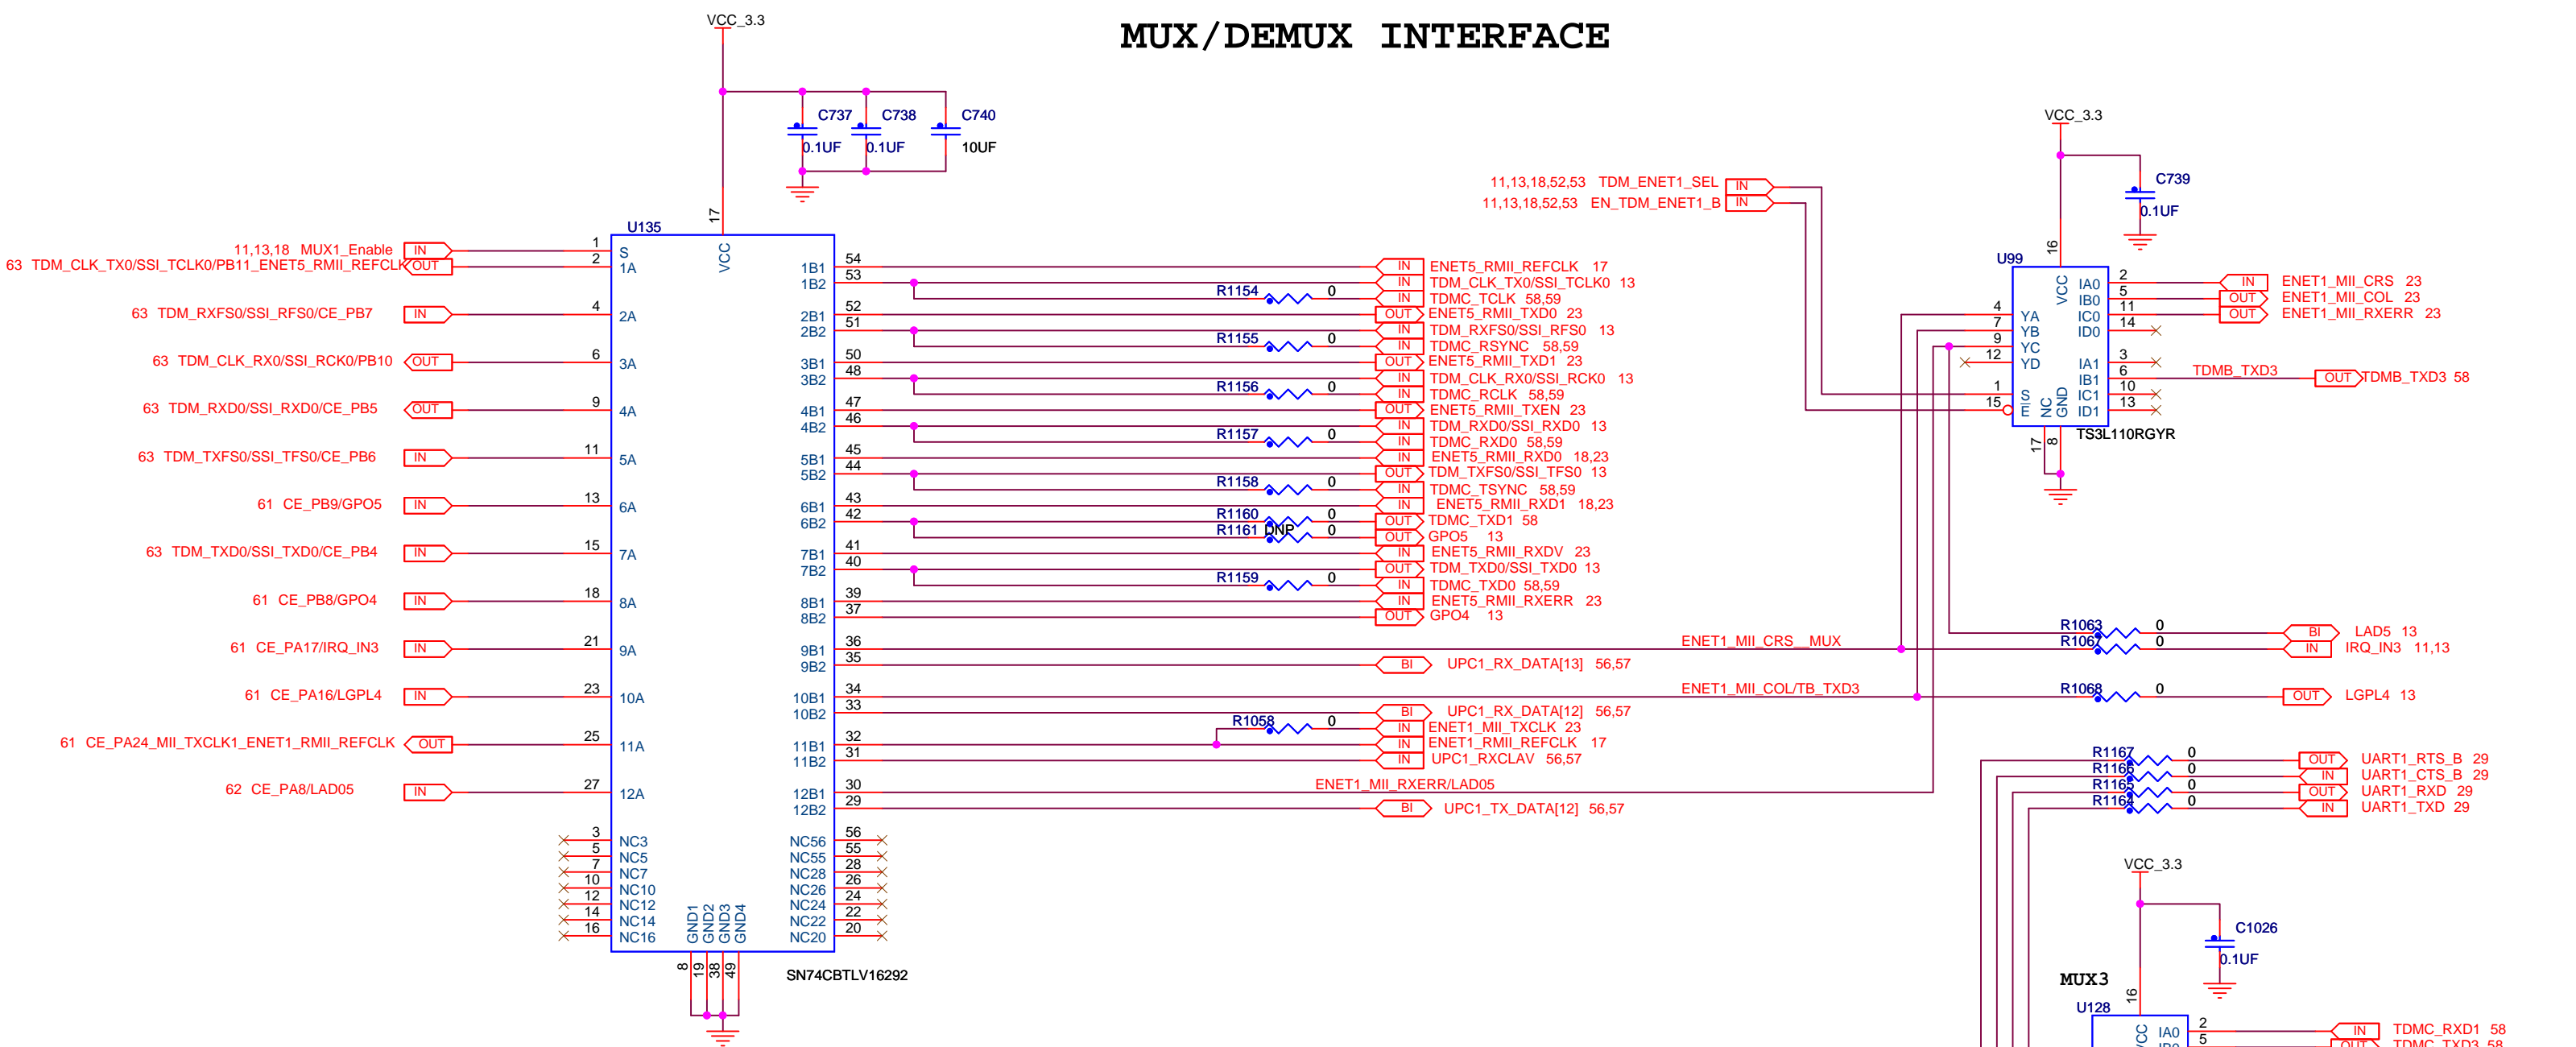 MUX/DEMUX INTERFACE
VCC_3.3
C737
C738
C740
0.1UF
0.1UF
10UF
17
U135
VCC
11,13,18 MUX1_Enable IN 1 S
63 TDM_CLK_TX0/SSI_TCLK0/PB11_ENET5_RMII_REFCLK OUT 2 1A
63 TDM_RXFS0/SSI_RFS0/CE_PB7 IN 4 2A
63 TDM_CLK_RX0/SSI_RCK0/PB10 OUT 6 3A
63 TDM_RXD0/SSI_RXD0/CE_PB5 OUT 9 4A
63 TDM_TXFS0/SSI_TFS0/CE_PB6 IN 11 5A
61 CE_PB9/GPO5 IN 13 6A
63 TDM_TXD0/SSI_TXD0/CE_PB4 IN 15 7A
61 CE_PB8/GPO4 IN 18 8A
61 CE_PA17/IRQ_IN3 IN 21 9A
61 CE_PA16/LGPL4 IN 23 10A
61 CE_PA24_MII_TXCLK1_ENET1_RMII_REFCLK OUT 25 11A
62 CE_PA8/LAD05 IN 27 12A
3 NC3
5 NC5
7 NC7
10 NC10
12 NC12
14 NC14
16 NC16
GND1 GND2 GND3 GND4
8 19 38 49
1B1 54 IN ENET5_RMII_REFCLK 17
1B2 53 IN TDM_CLK_TX0/SSI_TCLK0 13
R1154 0 IN TDMC_TCLK 58,59
2B1 52 OUT ENET5_RMII_TXD0 23
2B2 51 IN TDM_RXFS0/SSI_RFS0 13
R1155 0 IN TDMC_RSYNC 58,59
3B1 50 OUT ENET5_RMII_TXD1 23
3B2 48 IN TDM_CLK_RX0/SSI_RCK0 13
R1156 0 IN TDMC_RCLK 58,59
4B1 47 OUT ENET5_RMII_TXEN 23
4B2 46 IN TDM_RXD0/SSI_RXD0 13
R1157 0 IN TDMC_RXD0 58,59
5B1 45 IN ENET5_RMII_RXD0 18,23
5B2 44 OUT TDM_TXFS0/SSI_TFS0 13
R1158 0 IN TDMC_TSYNC 58,59
6B1 43 IN ENET5_RMII_RXD1 18,23
6B2 42 R1160 0 OUT TDMC_TXD1 58
R1161 DNP 0 OUT GPO5 13
7B1 41 IN ENET5_RMII_RXDV 23
7B2 40 OUT TDM_TXD0/SSI_TXD0 13
R1159 0 IN TDMC_TXD0 58,59
8B1 39 IN ENET5_RMII_RXERR 23
8B2 37 OUT GPO4 13
9B1 36 ENET1_MII_CRS__MUX
9B2 35 BI UPC1_RX_DATA[13] 56,57
10B1 34 ENET1_MII_COL/TB_TXD3
10B2 33 BI UPC1_RX_DATA[12] 56,57
R1058 0 IN ENET1_MII_TXCLK 23
11B1 32 IN ENET1_RMII_REFCLK 17
11B2 31 IN UPC1_RXCLAV 56,57
12B1 30 ENET1_MII_RXERR/LAD05
12B2 29 BI UPC1_TX_DATA[12] 56,57
NC56 56
NC55 55
NC28 28
NC26 26
NC24 24
NC22 22
NC20 20
SN74CBTLV16292
11,13,18,52,53 TDM_ENET1_SEL IN
11,13,18,52,53 EN_TDM_ENET1_B IN
VCC_3.3
C739
0.1UF
16
U99
VCC
4 YA
7 YB
9 YC
12 YD
1 S
15 E
NC GND
17 8
IA0 2 IN ENET1_MII_CRS 23
IB0 5 OUT ENET1_MII_COL 23
IC0 11 OUT ENET1_MII_RXERR 23
ID0 14
IA1 3
IB1 6 TDMB_TXD3 OUT TDMB_TXD3 58
IC1 10
ID1 13
TS3L110RGYR
R1063 0 BI LAD5 13
R1067 0 IN IRQ_IN3 11,13
R1068 0 OUT LGPL4 13
R1167 0 OUT UART1_RTS_B 29
R1166 0 IN UART1_CTS_B 29
R1165 0 OUT UART1_RXD 29
R1164 0 IN UART1_TXD 29
VCC_3.3
C1026
0.1UF
MUX3
16
U128
VCC
IA0 2 IN TDMC_RXD1 58
IB0 5 OUT TDMC_TXD3 58